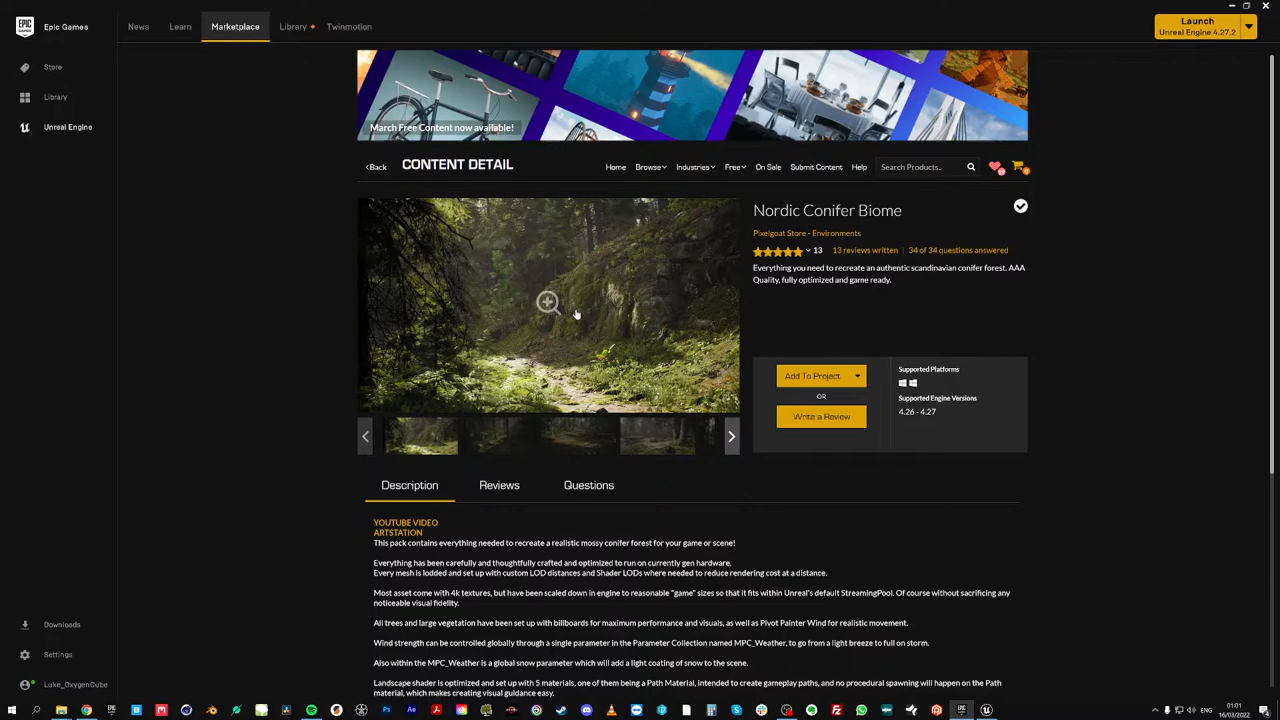 EPIC GAMES
Epic Games
News
Learn
Marketplace
Library
Twinmotion
Launch
Unreal Engine 4.27.2
Store
Library
Unreal Engine
March Free Content now available!
<Back
CONTENT DETAIL
Home
Browse
Industries
Free
On Sale
Submit Content
Help
Search Products..
0
Nordic Conifer Biome
Pixelgoat Store - Environments
13
13 reviews written | 34 of 34 questions answered
Everything you need to recreate an authentic scandinavian conifer forest. AAA
Quality, fully optimized and game ready.
Add To Project
OR
Write a Review
Supported Platforms
Supported Engine Versions
4.26 - 4.27
Description
Reviews
Questions
YOUTUBE VIDEO
ARTSTATION
This pack contains everything needed to recreate a realistic mossy conifer forest for your game or scene!
Everything has been carefully and thoughtfully crafted and optimized to run on currently gen hardware.
Every mesh is lodded and set up with custom LOD distances and Shader LODs where needed to reduce rendering cost at a distance.
Most asset come with 4k textures, but have been scaled down in engine to reasonable "game" sizes so that it fits within Unreal's default StreamingPool. Of course without sacrificing any
noticeable visual fidelity.
All trees and large vegetation have been set up with billboards for maximum performance and visuals, as well as Pivot Painter Wind for realistic movement.
Wind strength can be controlled globally through a single parameter in the Parameter Collection named MPC_Weather, to go from a light breeze to full on storm.
Also within the MPC_Weather is a global snow parameter which will add a light coating of snow to the scene.
Landscape shader is optimized and set up with 5 materials, one of them being a Path Material, intended to create gameplay paths, and no procedural spawning will happen on the Path
material, which makes creating visual guidance easy.
Downloads
Settings
Luke_OxygenCube
ENG
01:01
16/03/2022